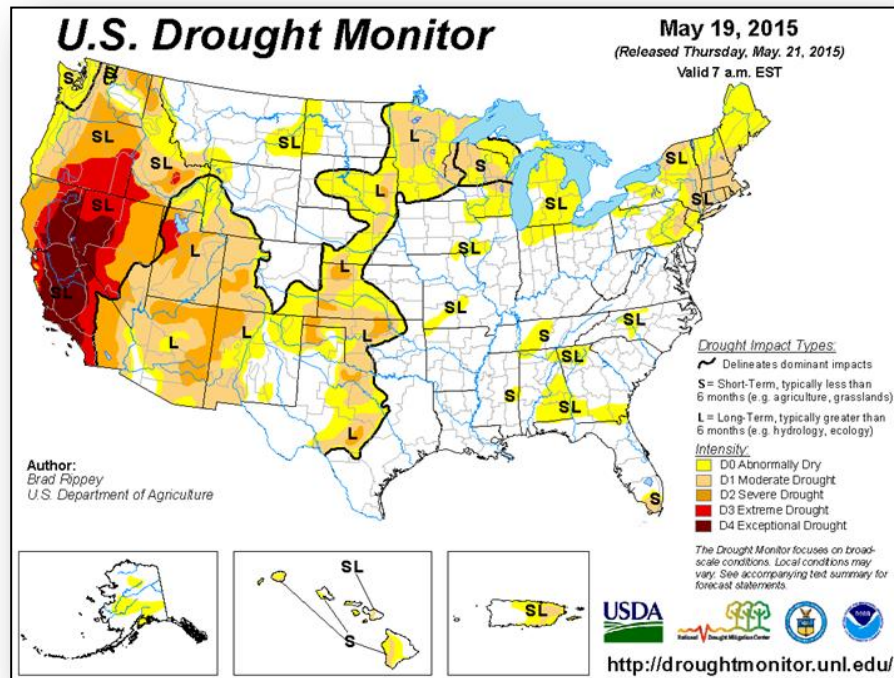 U.S. Drought Monitor
May 19, 2015
(Released Thursday, May. 21, 2015)
Valid 7 a.m. EST
S
S
SL
SL
SL
SL
SL
L
L
L
SL
L
S
L
L
L
L
SL
SL
SL
SL
SL
S
SL
SL
S
SL
S
Drought Impact Types:
Delineates dominant impacts
S = Short-Term, typically less than
6 months (e.g. agriculture, grasslands)
L = Long-Term, typically greater than
6 months (e.g. hydrology, ecology)
Intensity:
D0 Abnormally Dry
D1 Moderate Drought
D2 Severe Drought
D3 Extreme Drought
D4 Exceptional Drought
Author:
Brad Rippey
U.S. Department of Agriculture
The Drought Monitor focuses on broad-
scale conditions. Local conditions may
vary. See accompanying text summary for
forecast statements.
SL
S
SL
USDA
National Drought Mitigation Center
http://droughtmonitor.unl.edu/